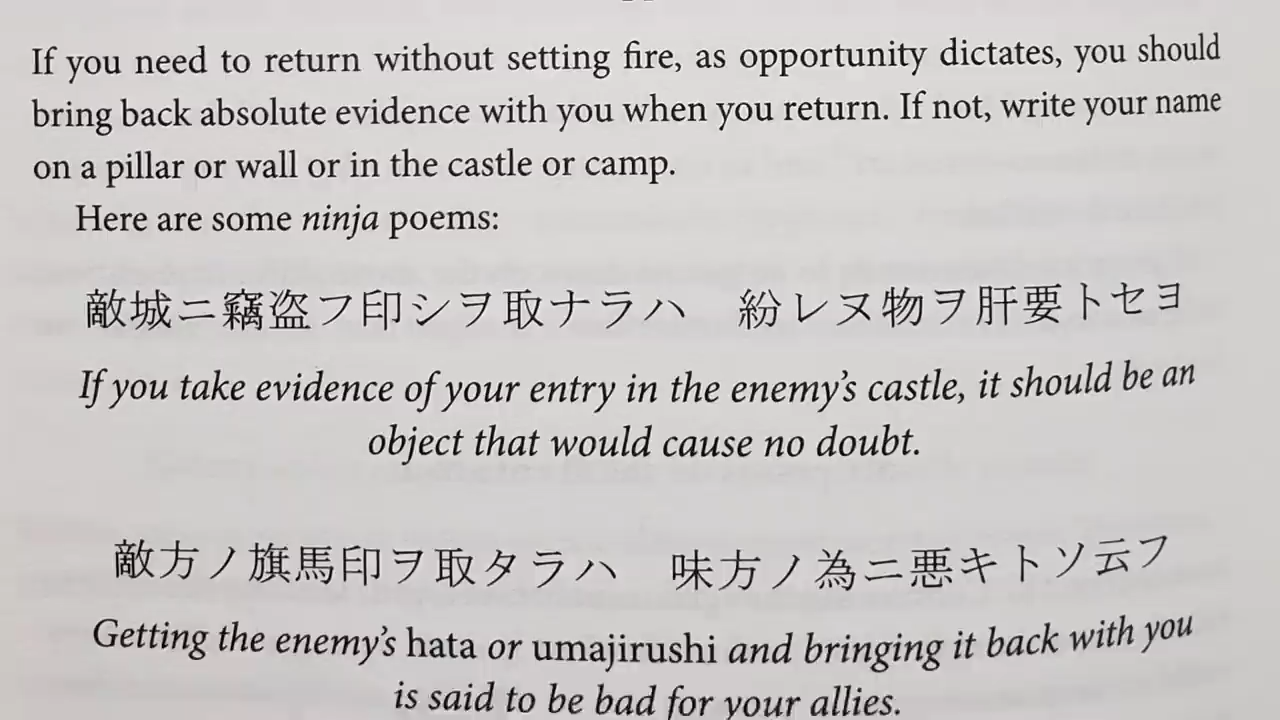 If you need to return without setting fire, as opportunity dictates, you should
bring back absolute evidence with you when you return. If not, write your name
on a pillar or wall or in the castle or camp.
Here are some ninja poems:
敵城ニ竊盗フ印シヲ取ナラハ　紛レヌ物ヲ肝要トセヨ
If you take evidence of your entry in the enemy’s castle, it should be an
object that would cause no doubt.
敵方ノ旗馬印ヲ取タラハ　味方ノ為ニ悪キトソ云フ
Getting the enemy’s hata or umajirushi and bringing it back with you
is said to be bad for your allies.